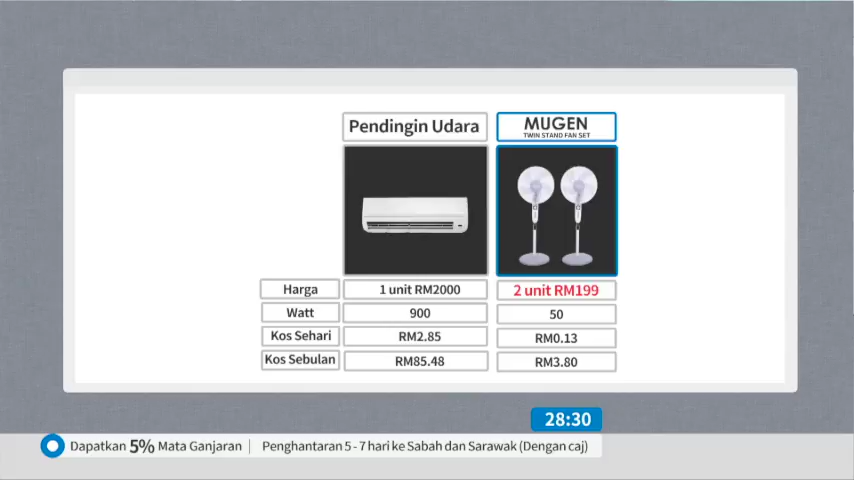 Pendingin Udara
MUGEN
TWIN STAND FAN SET
Harga 1 unit RM2000 2 unit RM199
Watt 900 50
Kos Sehari RM2.85 RM0.13
Kos Sebulan RM85.48 RM3.80
28:30
Dapatkan 5% Mata Ganjaran | Penghantaran 5 - 7 hari ke Sabah dan Sarawak (Dengan caj)